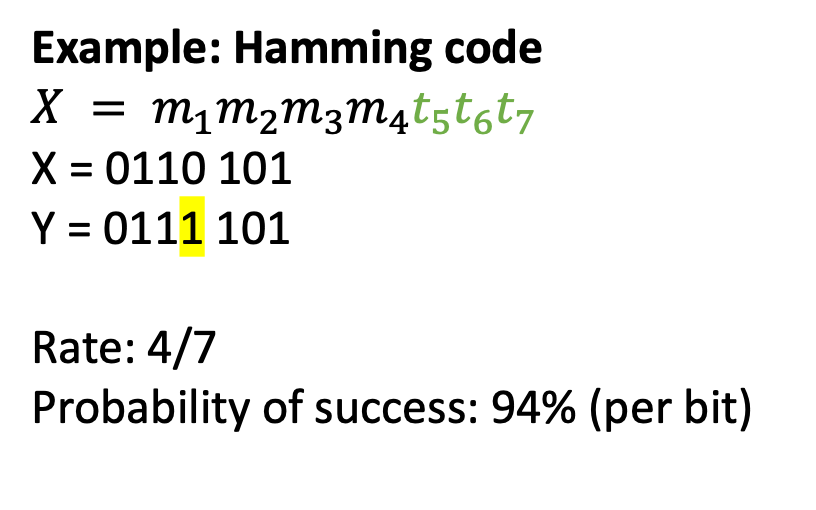 Example: Hamming code
X = m₁m₂m₃m₄t₅t₆t₇
X = 0110 101
Y = 0111 101
Rate: 4/7
Probability of success: 94% (per bit)